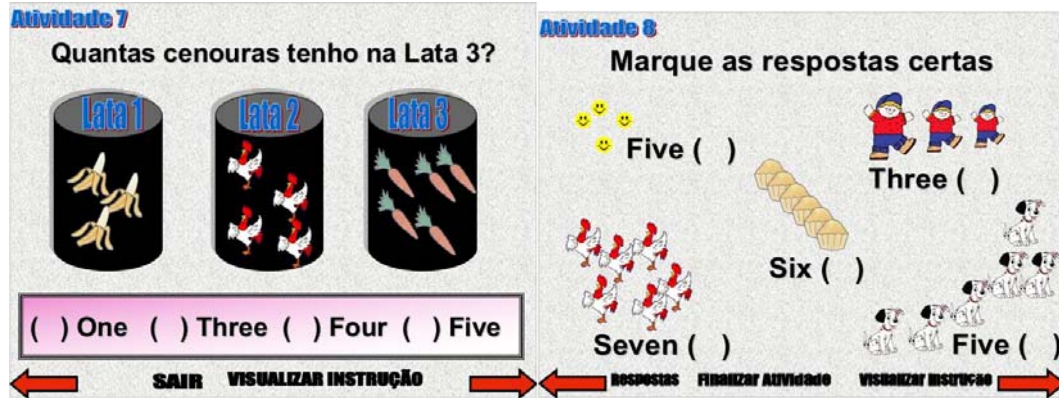 Atividade 7
Quantas cenouras tenho na Lata 3?
Lata 1 Lata 2 Lata 3
( ) One ( ) Three ( ) Four ( ) Five
SAIR VISUALIZAR INSTRUÇÃO
Atividade 8
Marque as respostas certas
Five ( )
Three ( )
Six ( )
Seven ( )
Five ( )
Respostas Finalizar Atividade Visualizar Instrução